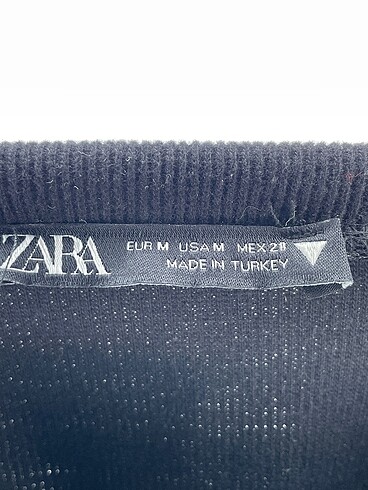 ZARA
EUR M USA M MEX 28
MADE IN TURKEY